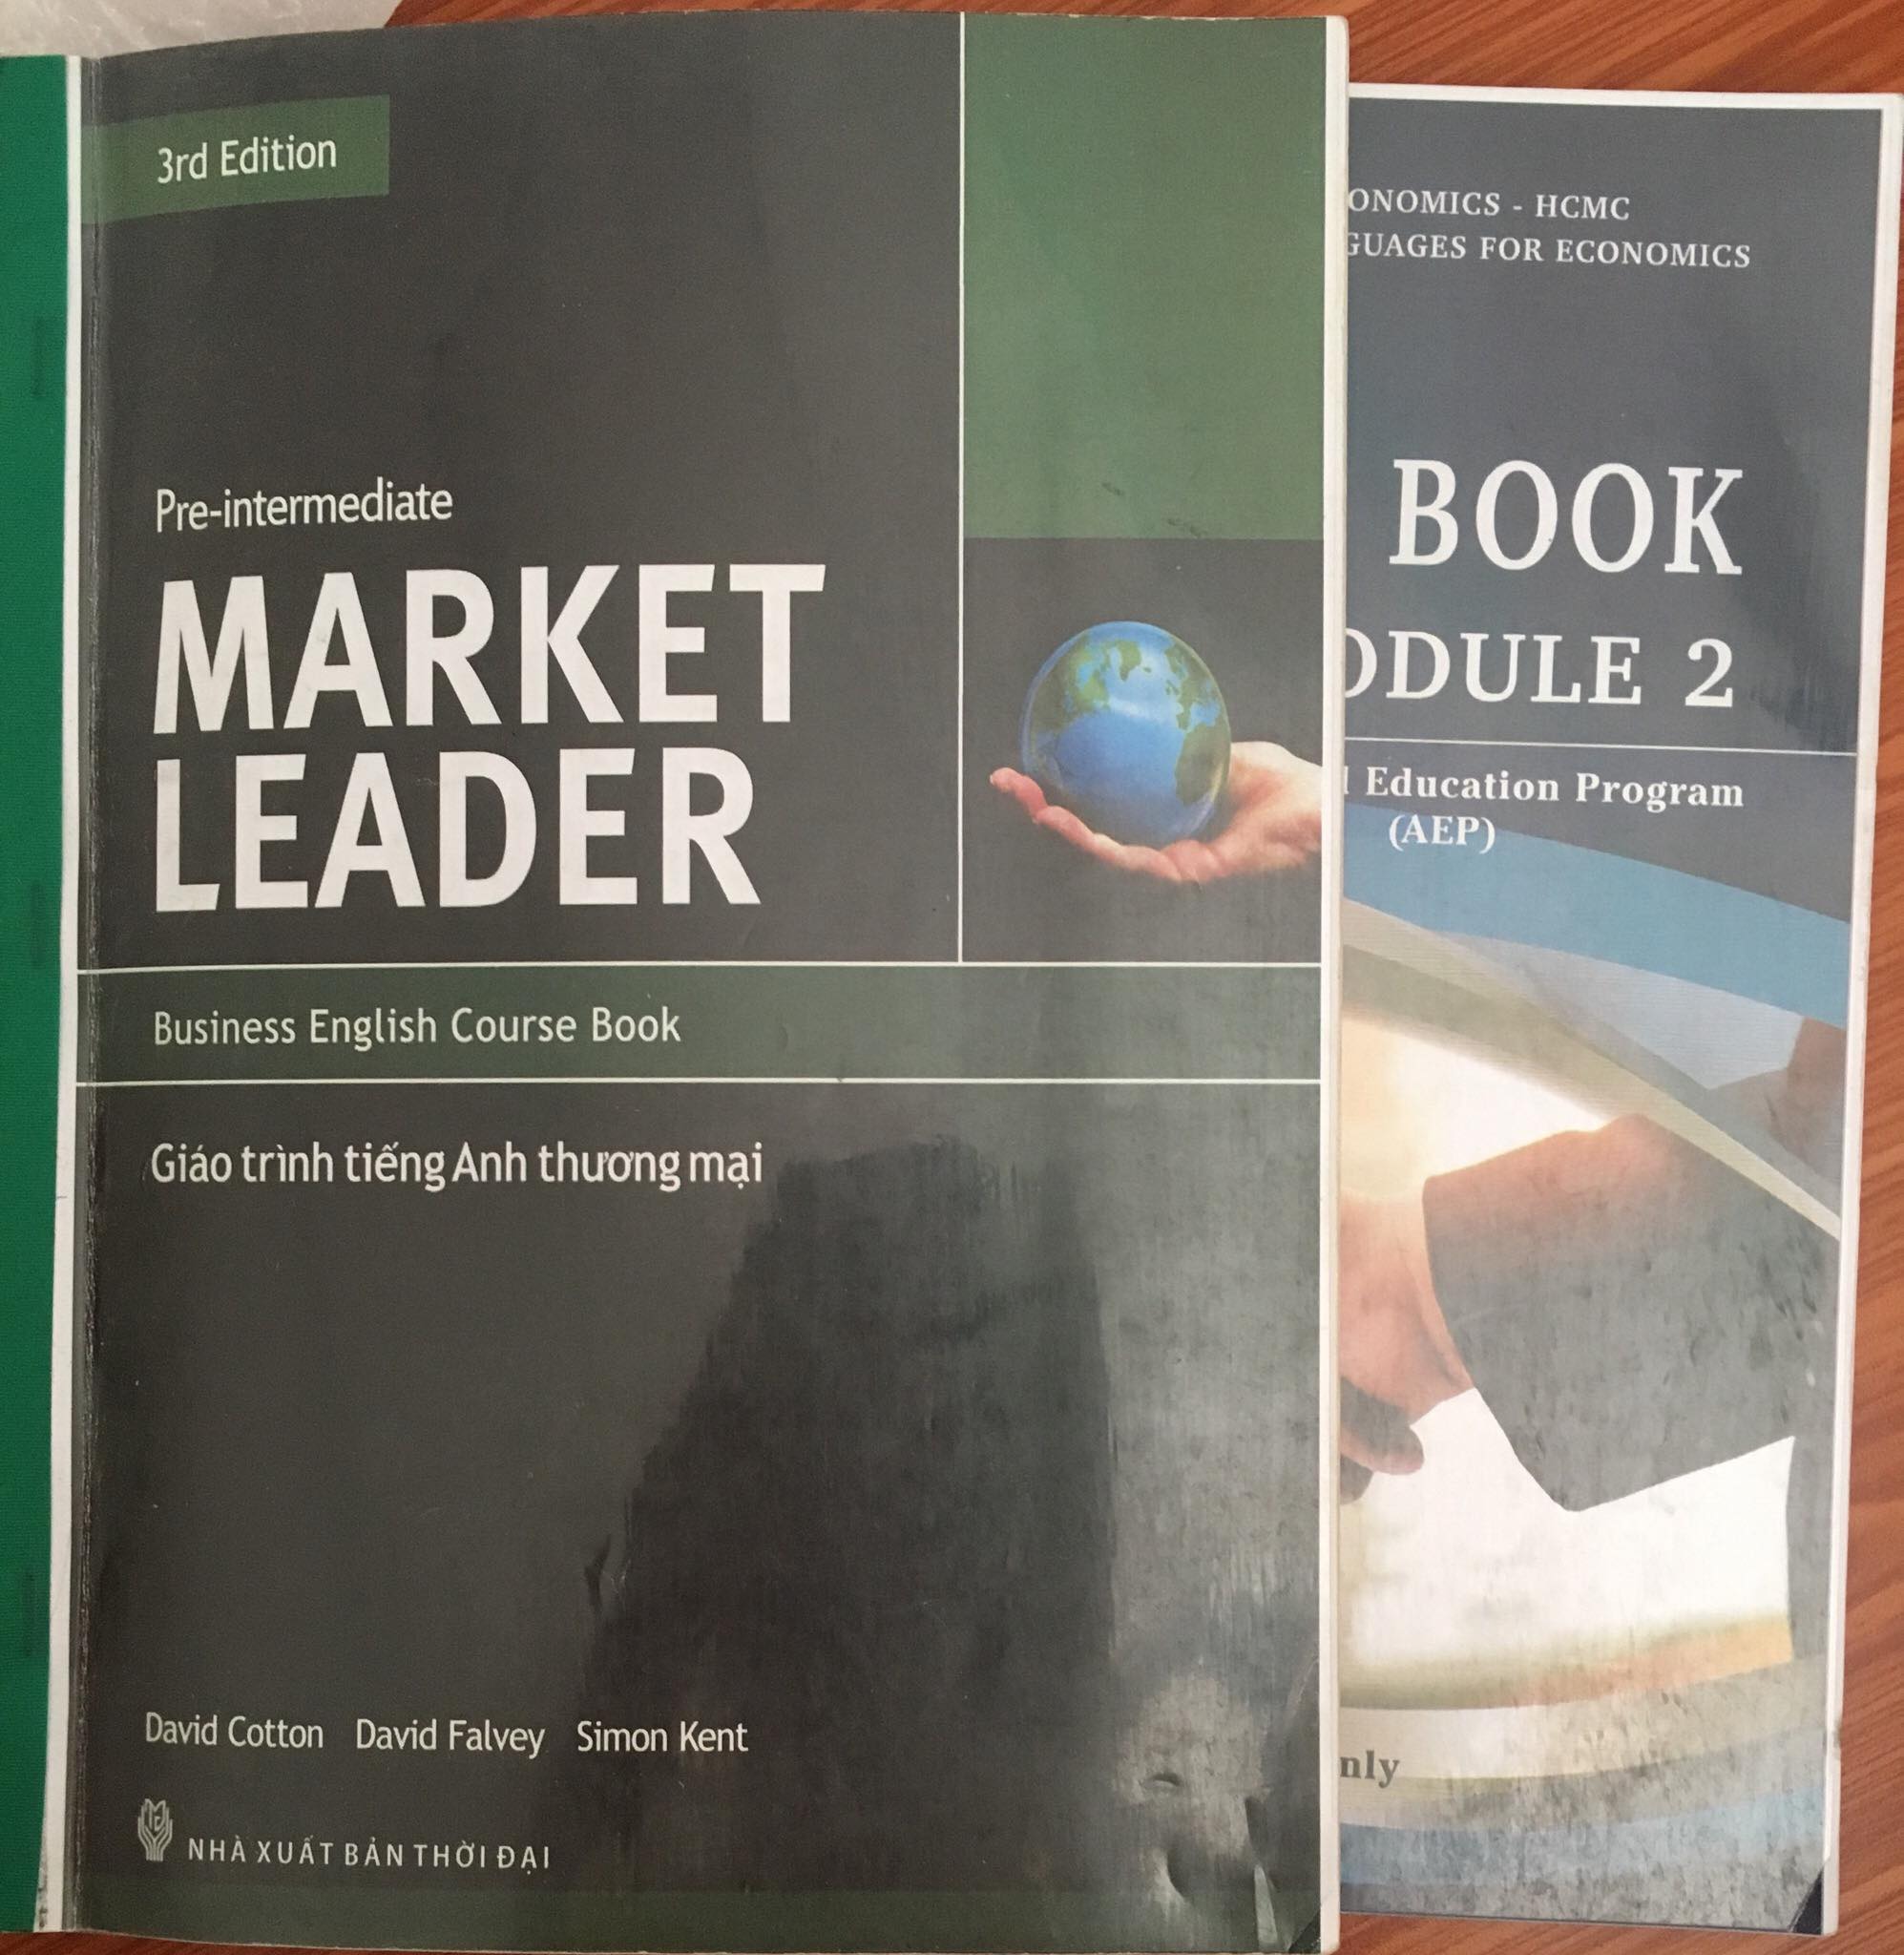 3rd Edition
Pre-intermediate
MARKET
LEADER
Business English Course Book
Giáo trình tiếng Anh thương mại
David Cotton David Falvey Simon Kent
NHÀ XUẤT BẢN THỜI ĐẠI
ONOMICS - HCMC
GUAGES FOR ECONOMICS
BOOK
ODULE 2
Education Program
(AEP)
nly